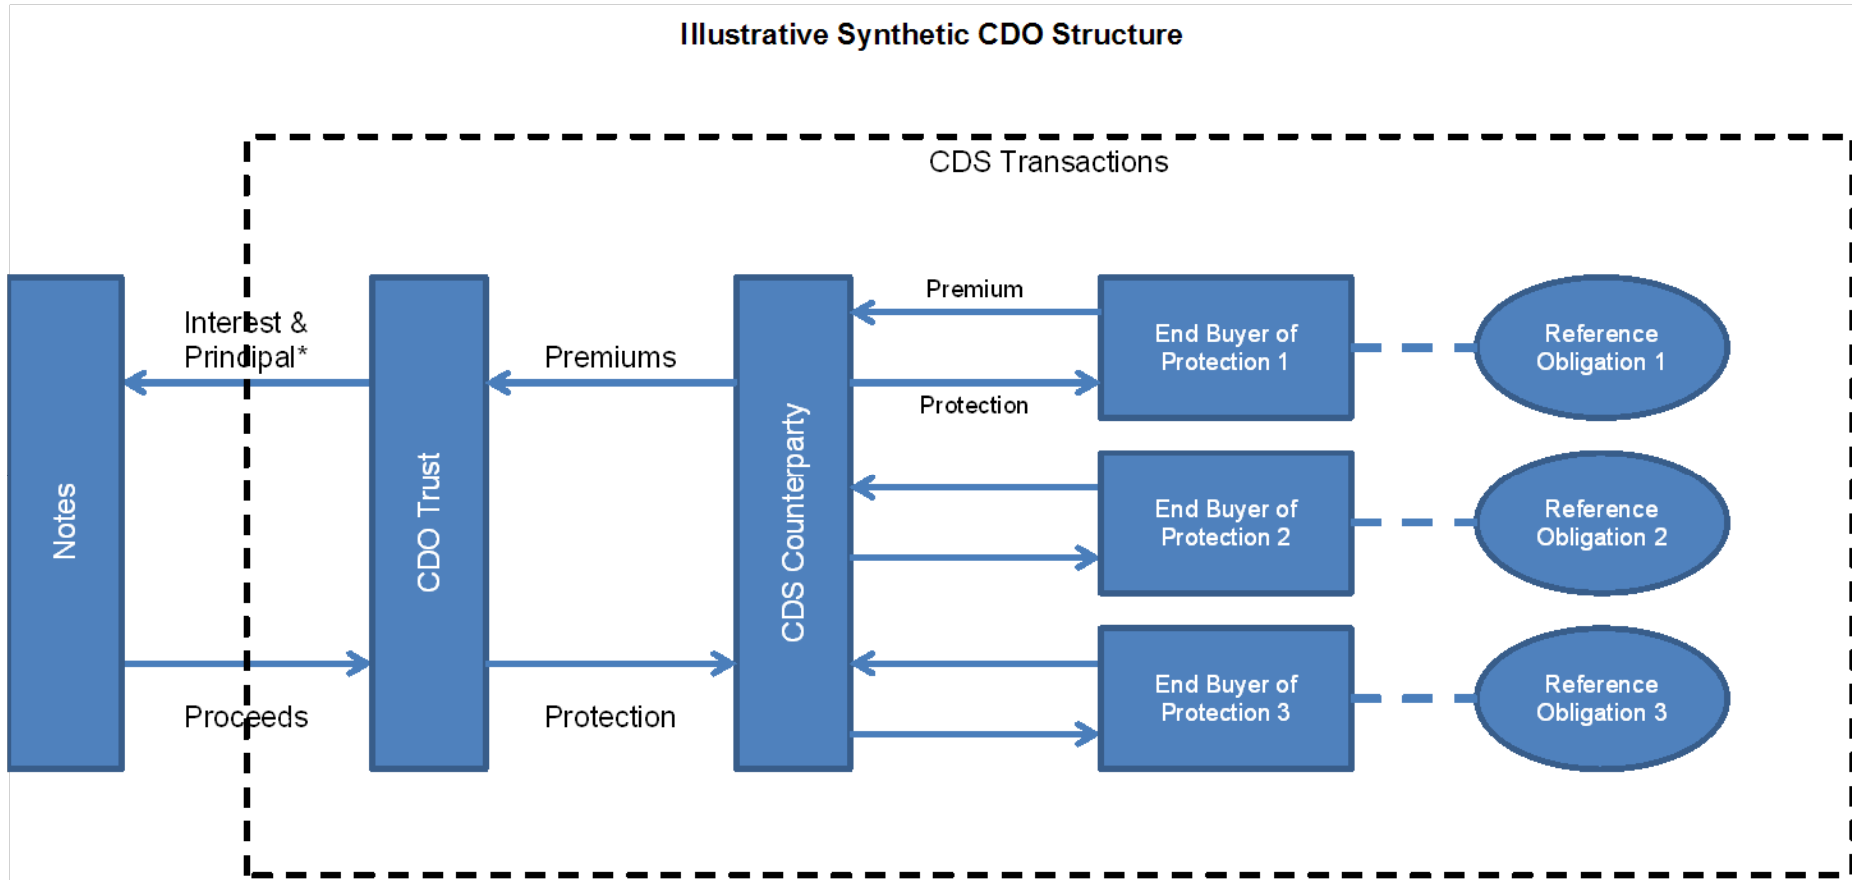 Illustrative Synthetic CDO Structure
CDS Transactions
Notes
Interest &
Principal*
Proceeds
CDO Trust
Premiums
Protection
CDS Counterparty
Premium
Protection
End Buyer of
Protection 1
Reference
Obligation 1
End Buyer of
Protection 2
Reference
Obligation 2
End Buyer of
Protection 3
Reference
Obligation 3